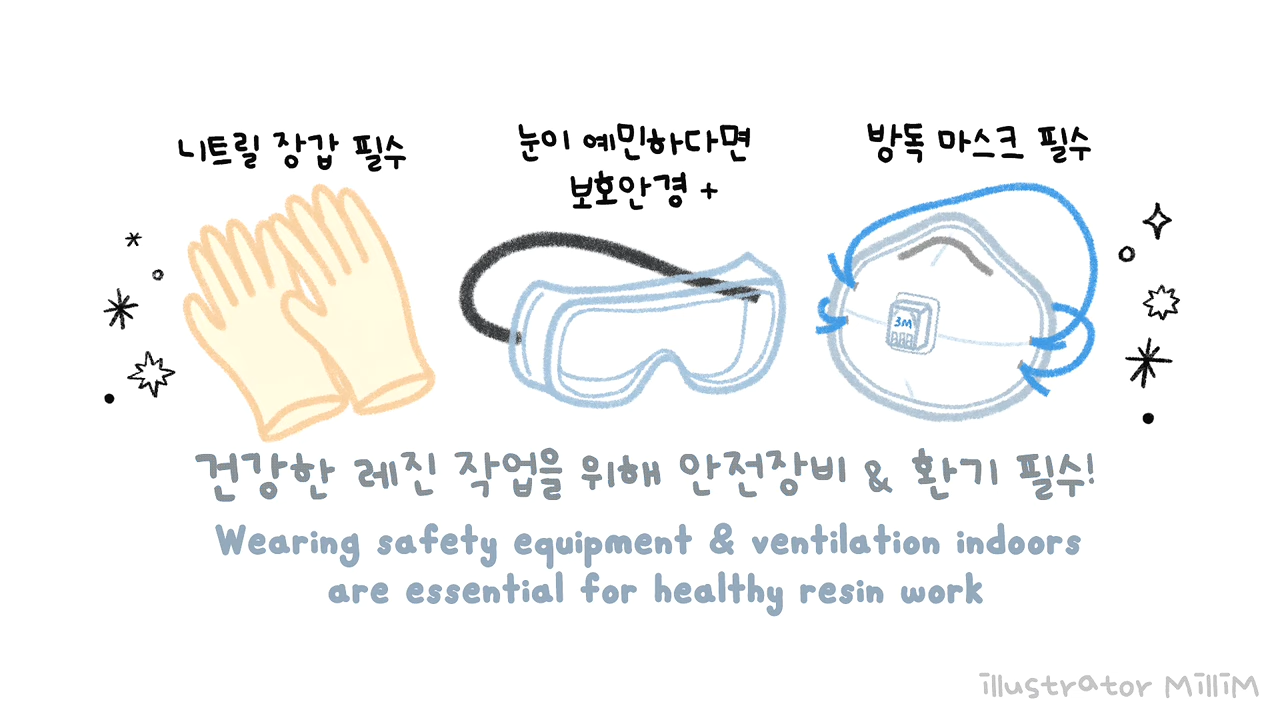 니트릴 장갑 필수
눈이 예민하다면
보호안경 +
방독 마스크 필수
3M
건강한 레진 작업을 위해 안전장비 & 환기 필수!
Wearing safety equipment & ventilation indoors
are essential for healthy resin work
illustrator MilliM